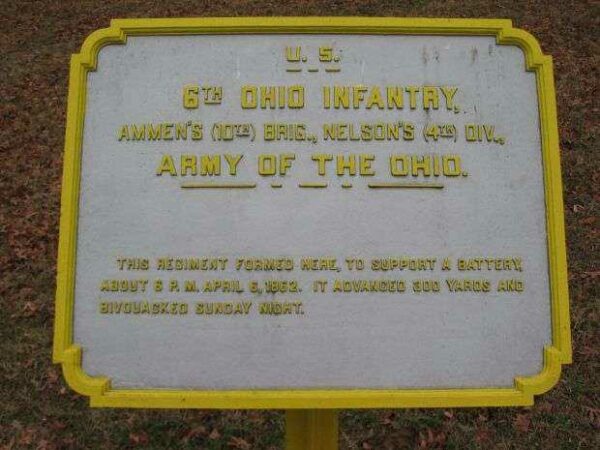 U. S.
6TH OHIO INFANTRY,
AMMEN'S (10TH) BRIG., NELSON'S (4TH) DIV.,
ARMY OF THE OHIO.
THIS REGIMENT FORMED HERE, TO SUPPORT A BATTERY,
ABOUT 6 P.M. APRIL 6, 1862. IT ADVANCED 300 YARDS AND
BIVOUACKED SUNDAY NIGHT.